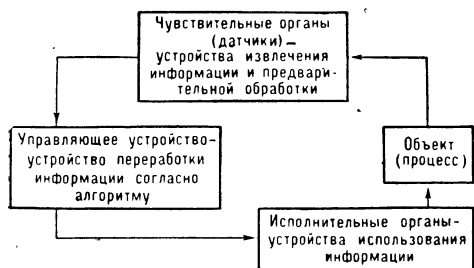 Чувствительные органы
(датчики) —
устройства извлечения
информации и предвари-
тельной обработки
Управляющее устройство-
устройство переработки
информации согласно
алгоритму
Объект
(процесс)
Исполнительные органы-
устройства использования
информации